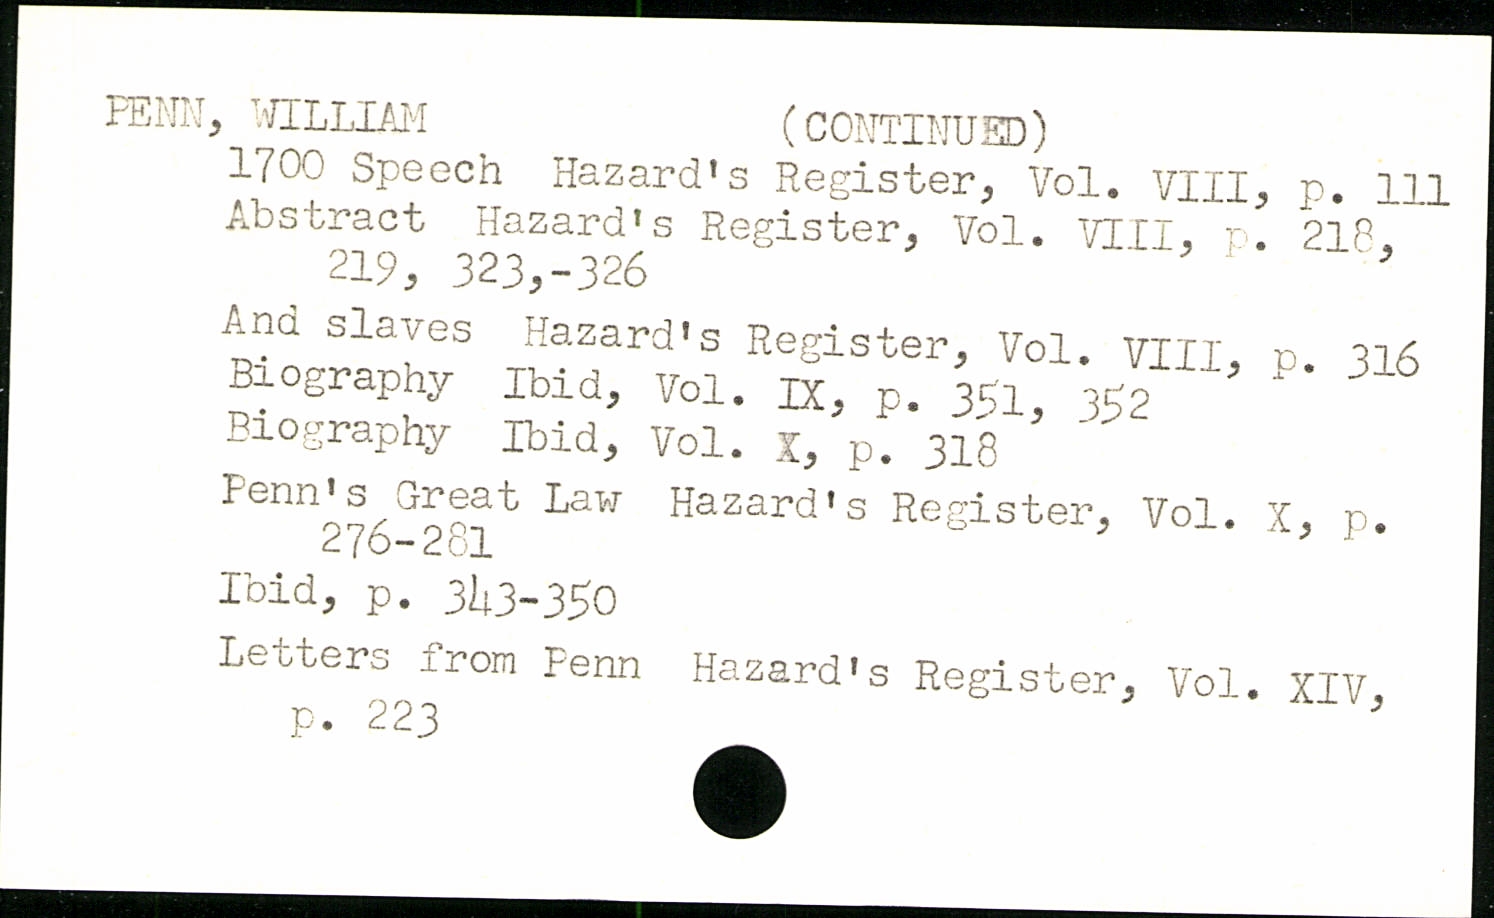 PENN, WILLIAM (CONTINUED)
1700 Speech Hazard's Register, Vol. VIII, p. 111
Abstract Hazard's Register, Vol. VIII, p. 218,
219, 323,-326
And slaves Hazard's Register, Vol. VIII, p. 316
Biography Ibid, Vol. IX, p. 351, 352
Biography Ibid, Vol. X, p. 318
Penn's Great Law Hazard's Register, Vol. X, p.
276-281
Ibid, p. 343-350
Letters from Penn Hazard's Register, Vol. XIV,
p. 223